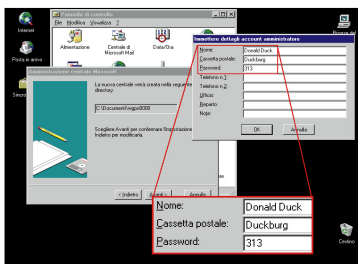 Pannello di controllo
File Modifica Visualizza ?
Internet
Posta in arrivo
Alimentazione
Centrale di
Microsoft Mail
Data/Ora
Amministrazione centrale
Microsoft
La nuova centrale verrà creata nella seguente
directory.
C:\Documenti\wgpo0000
Scegliere Avanti per confermare l'impostazione
Indietro per modificarla.
< Indietro
Avanti >
Annulla
Immettere dettagli account amministratore
Nome: Donald Duck
Cassetta postale: Duckburg
Password: 313
Telefono n.1:
Telefono n.2:
Ufficio:
Reparto:
Note:
OK
Annulla
Nome: Donald Duck
Cassetta postale: Duckburg
Password: 313
Cestino